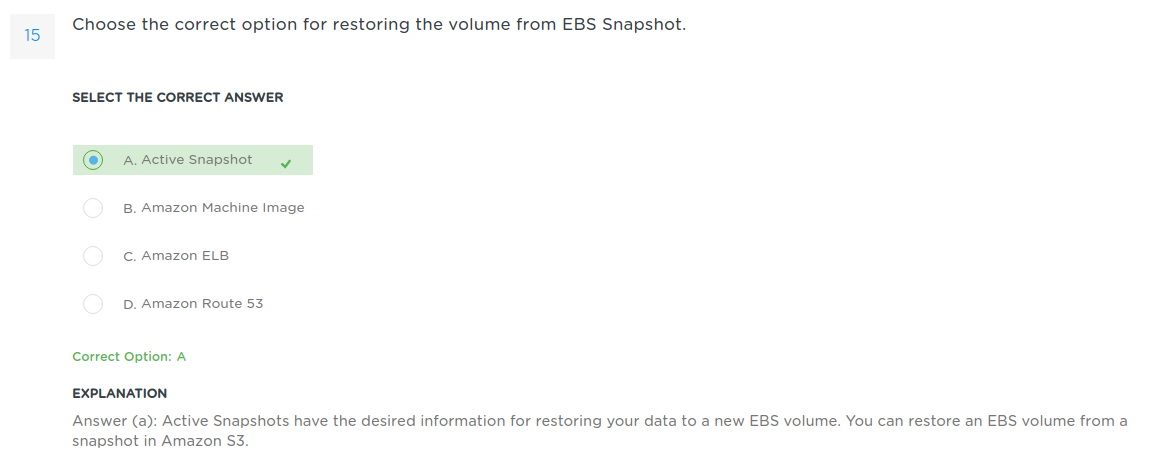 15
Choose the correct option for restoring the volume from EBS Snapshot.
SELECT THE CORRECT ANSWER
A. Active Snapshot
B. Amazon Machine Image
C. Amazon ELB
D. Amazon Route 53
Correct Option: A
EXPLANATION
Answer (a): Active Snapshots have the desired information for restoring your data to a new EBS volume. You can restore an EBS volume from a
snapshot in Amazon S3.